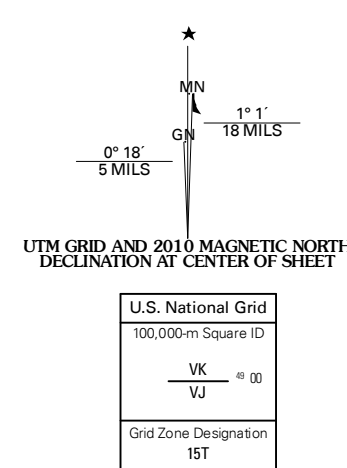 MN
1° 1´
18 MILS
GN
0° 18´
5 MILS
UTM GRID AND 2010 MAGNETIC NORTH
DECLINATION AT CENTER OF SHEET
U.S. National Grid
100,000-m Square ID
VK
49 00
VJ
Grid Zone Designation
15T